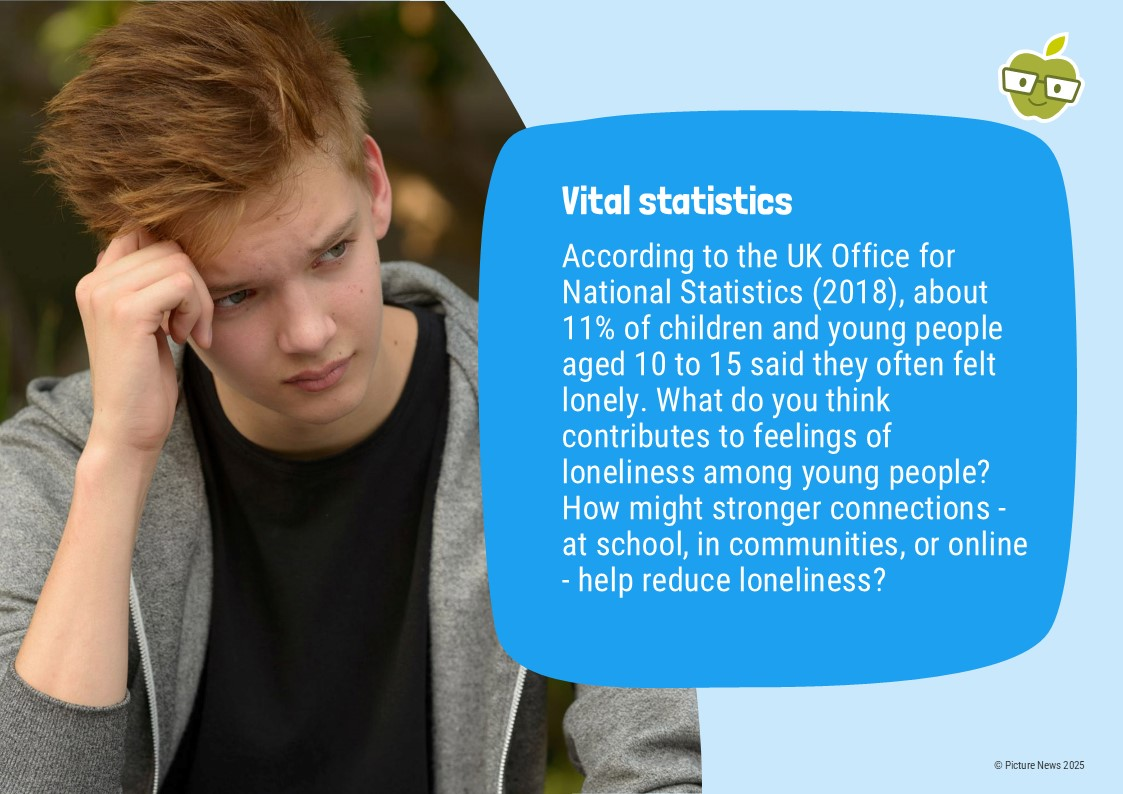 Vital statistics
According to the UK Office for
National Statistics (2018), about
11% of children and young people
aged 10 to 15 said they often felt
lonely. What do you think
contributes to feelings of
loneliness among young people?
How might stronger connections -
at school, in communities, or online
- help reduce loneliness?
© Picture News 2025